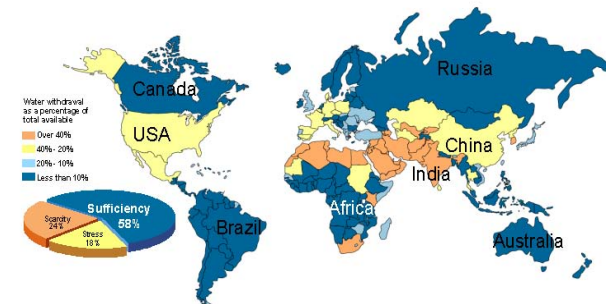 Canada
Russia
Water withdrawal
as a percentage of
total available
USA
Over 40%
40%- 20%
20%- 10%
Less than 10%
China
India
Sufficiency
58%
Scarcity
24%
Stress
18%
Africa
Brazil
Australia